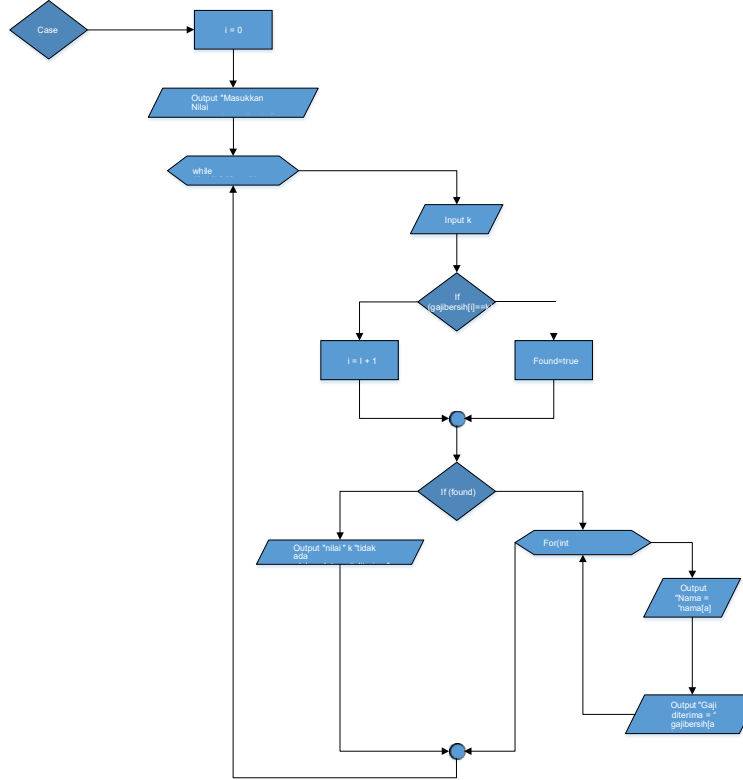 Case
i = 0
Output "Masukkan
Nilai
while
Input k
If
(gajibersih[i]==k
i = I + 1
Found=true
If (found)
Output "nilai " k "tidak
ada
For(int
Output
"Nama =
"nama[a]
Output "Gaji
diterima = "
gajibersih[a